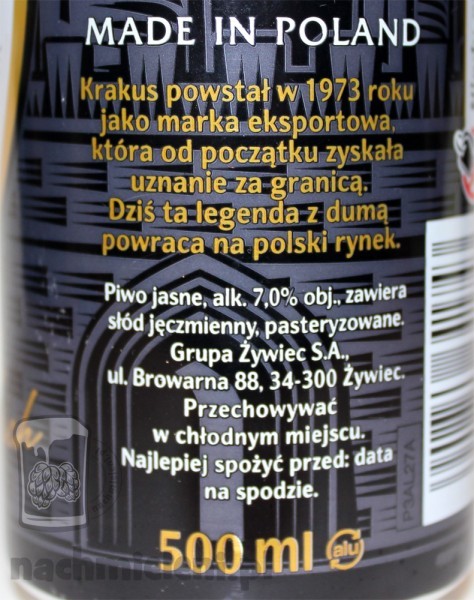 MADE IN POLAND
Krakus powstał w 1973 roku
jako marka eksportowa,
która od początku zyskała
uznanie za granicą.
Dziś ta legenda z dumą
powraca na polski rynek.
Piwo jasne, alk. 7,0% obj., zawiera
słód jęczmienny, pasteryzowane.
Grupa Żywiec S.A.,
ul. Browarna 88, 34-300 Żywiec.
Przechowywać
w chłodnym miejscu.
Najlepiej spożyć przed: data
na spodzie.
500 ml alu
P3AL27A